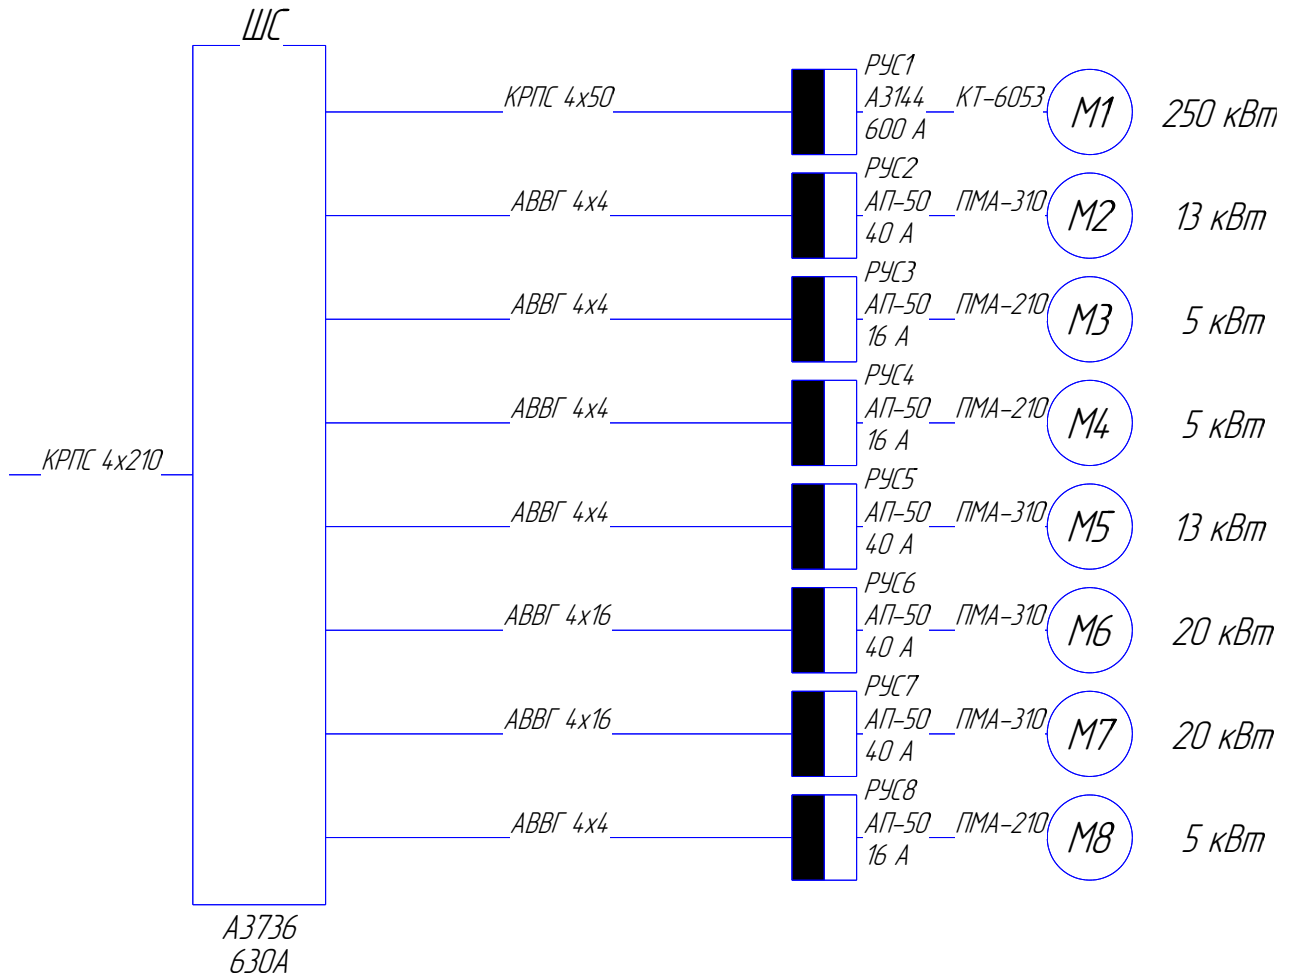 ШС
КРПС 4х50
РУС1
А3144
600 А
КТ-6053
М1
250 кВт
АВВГ 4х4
РУС2
АП-50
40 А
ПМА-310
М2
13 кВт
АВВГ 4х4
РУС3
АП-50
16 А
ПМА-210
М3
5 кВт
АВВГ 4х4
РУС4
АП-50
16 А
ПМА-210
М4
5 кВт
КРПС 4х210
АВВГ 4х4
РУС5
АП-50
40 А
ПМА-310
М5
13 кВт
АВВГ 4х16
РУС6
АП-50
40 А
ПМА-310
М6
20 кВт
АВВГ 4х16
РУС7
АП-50
40 А
ПМА-310
М7
20 кВт
АВВГ 4х4
РУС8
АП-50
16 А
ПМА-210
М8
5 кВт
А3736
630А